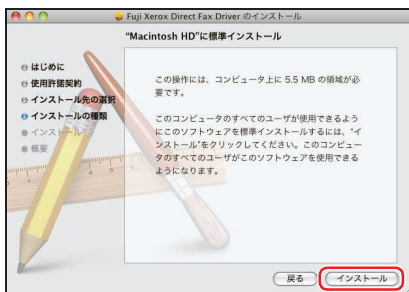 Fuji Xerox Direct Fax Driver のインストール
"Macintosh HD"に標準インストール
はじめに
使用許諾契約
インストール先の選択
インストールの種類
インストール
概要
この操作には、コンピュータ上に 5.5 MB の領域が必
要です。
このコンピュータのすべてのユーザが使用できるよう
にこのソフトウェアを標準インストールするには、"イ
ンストール"をクリックしてください。このコンピュー
タのすべてのユーザがこのソフトウェアを使用できる
ようになります。
戻る
インストール